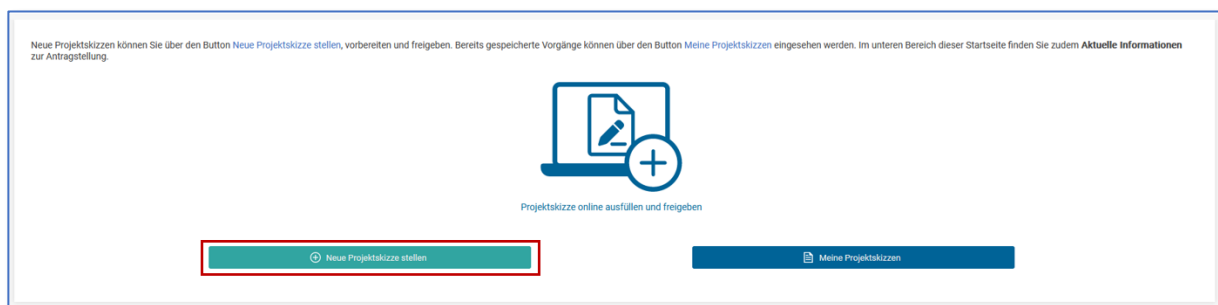 Neue Projektskizzen können Sie über den Button Neue Projektskizze stellen, vorbereiten und freigeben. Bereits gespeicherte Vorgänge können über den Button Meine Projektskizzen eingesehen werden. Im unteren Bereich dieser Startseite finden Sie zudem Aktuelle Informationen
zur Antragstellung.
Projektskizze online ausfüllen und freigeben
Neue Projektskizze stellen
Meine Projektskizzen